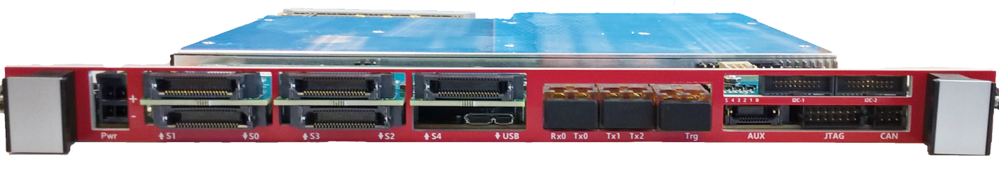 +
-
Pwr
S1
S0
S3
S2
S4
USB
Rx0 Tx0
Tx1 Tx2
Trg
5 4 3 2 1 0
I2C-1
I2C-2
AUX
JTAG
CAN